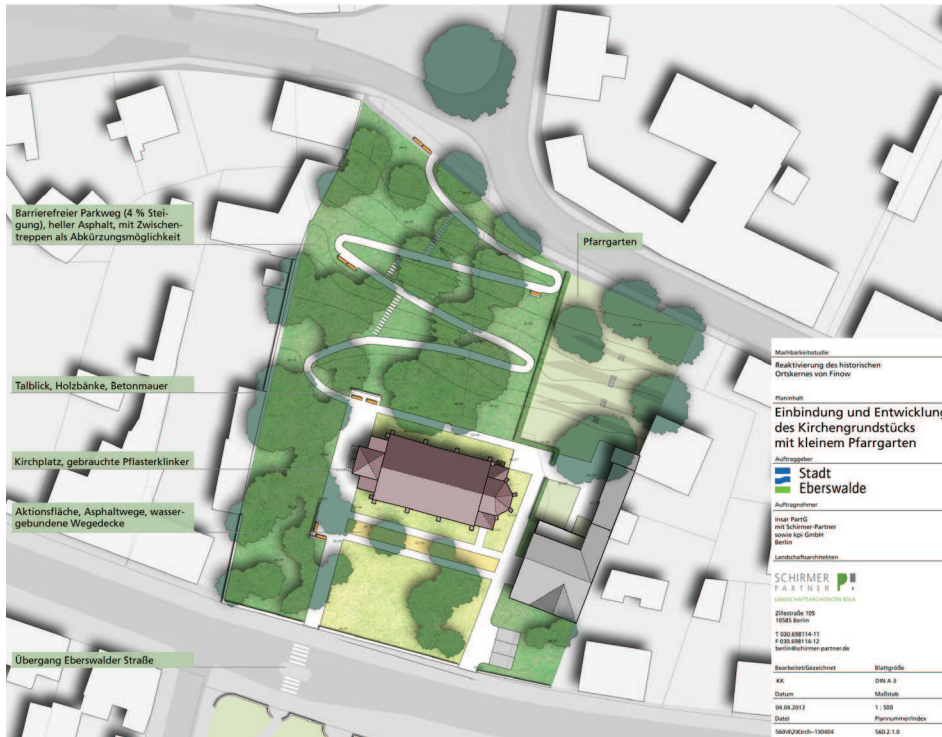 Barrierefreier Parkweg (4 % Stei-
gung), heller Asphalt, mit Zwischen-
treppen als Abkürzungsmöglichkeit
Pfarrgarten
Talblick, Holzbänke, Betonmauer
Kirchplatz, gebrauchte Pflasterklinker
Aktionsfläche, Asphaltwege, wasser-
gebundene Wegedecke
Übergang Eberswalder Straße
Machbarkeitsstudie
Reaktivierung des historischen
Ortskernes von Finow
Planinhalt
Einbindung und Entwicklung
des Kirchengrundstücks
mit kleinem Pfarrgarten
Auftraggeber
Stadt
Eberswalde
Auftragnehmer
insar PartG
mit Schirmer-Partner
sowie kpi GmbH
Berlin
Landschaftsarchitekten
SCHIRMER
PARTNER
LANDSCHAFTSARCHITEKTEN BDLA
Zillestraße 105
10585 Berlin
T 030.698114-11
F 030.698114-12
berlin@schirmer-partner.de
Bearbeitet/Gezeichnet Blattgröße
KK DIN A 3
Datum Maßstab
04.04.2013 1 : 500
Datei Plannummer/Index
560.2.1.0